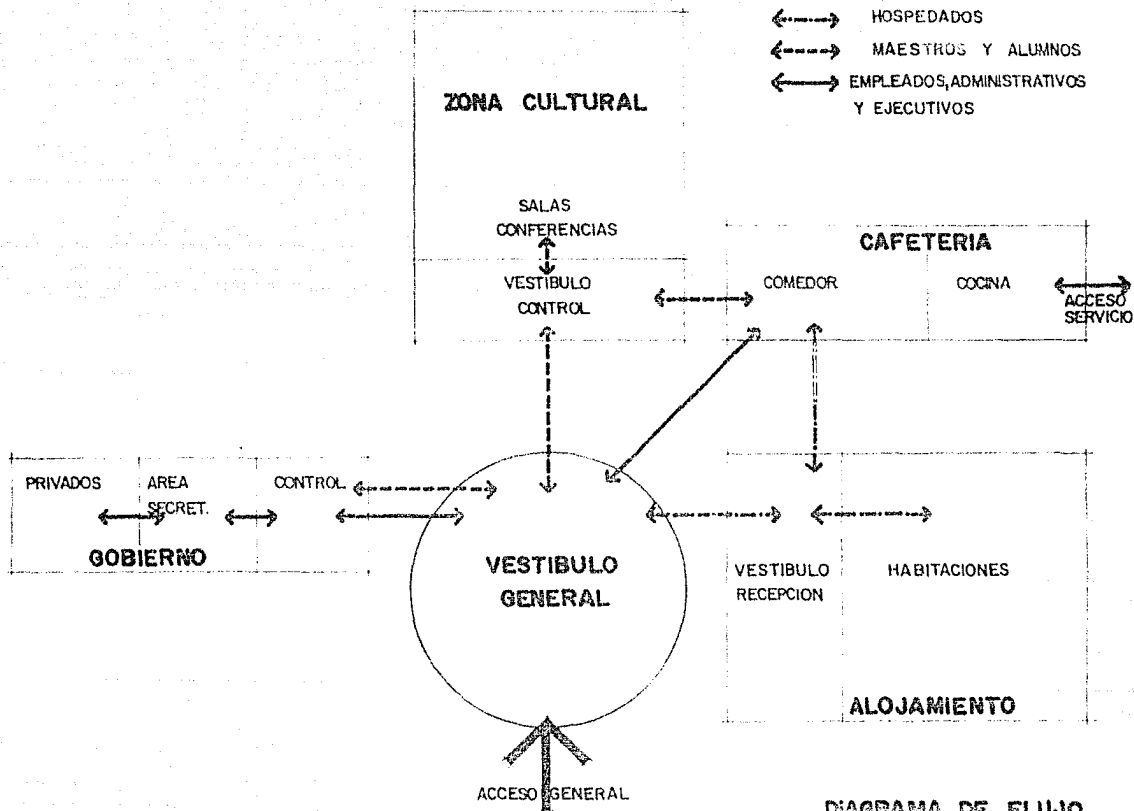 HOSPEDADOS
MAESTROS Y ALUMNOS
EMPLEADOS, ADMINISTRATIVOS
Y EJECUTIVOS
ZONA CULTURAL
SALAS
CONFERENCIAS
VESTIBULO
CONTROL
CAFETERIA
COMEDOR
COCINA
ACCESO
SERVICIO
PRIVADOS
AREA
SECRET.
CONTROL
GOBIERNO
VESTIBULO
GENERAL
VESTIBULO
RECEPCION
HABITACIONES
ALOJAMIENTO
ACCESO GENERAL
DIAGRAMA DE FLUJO